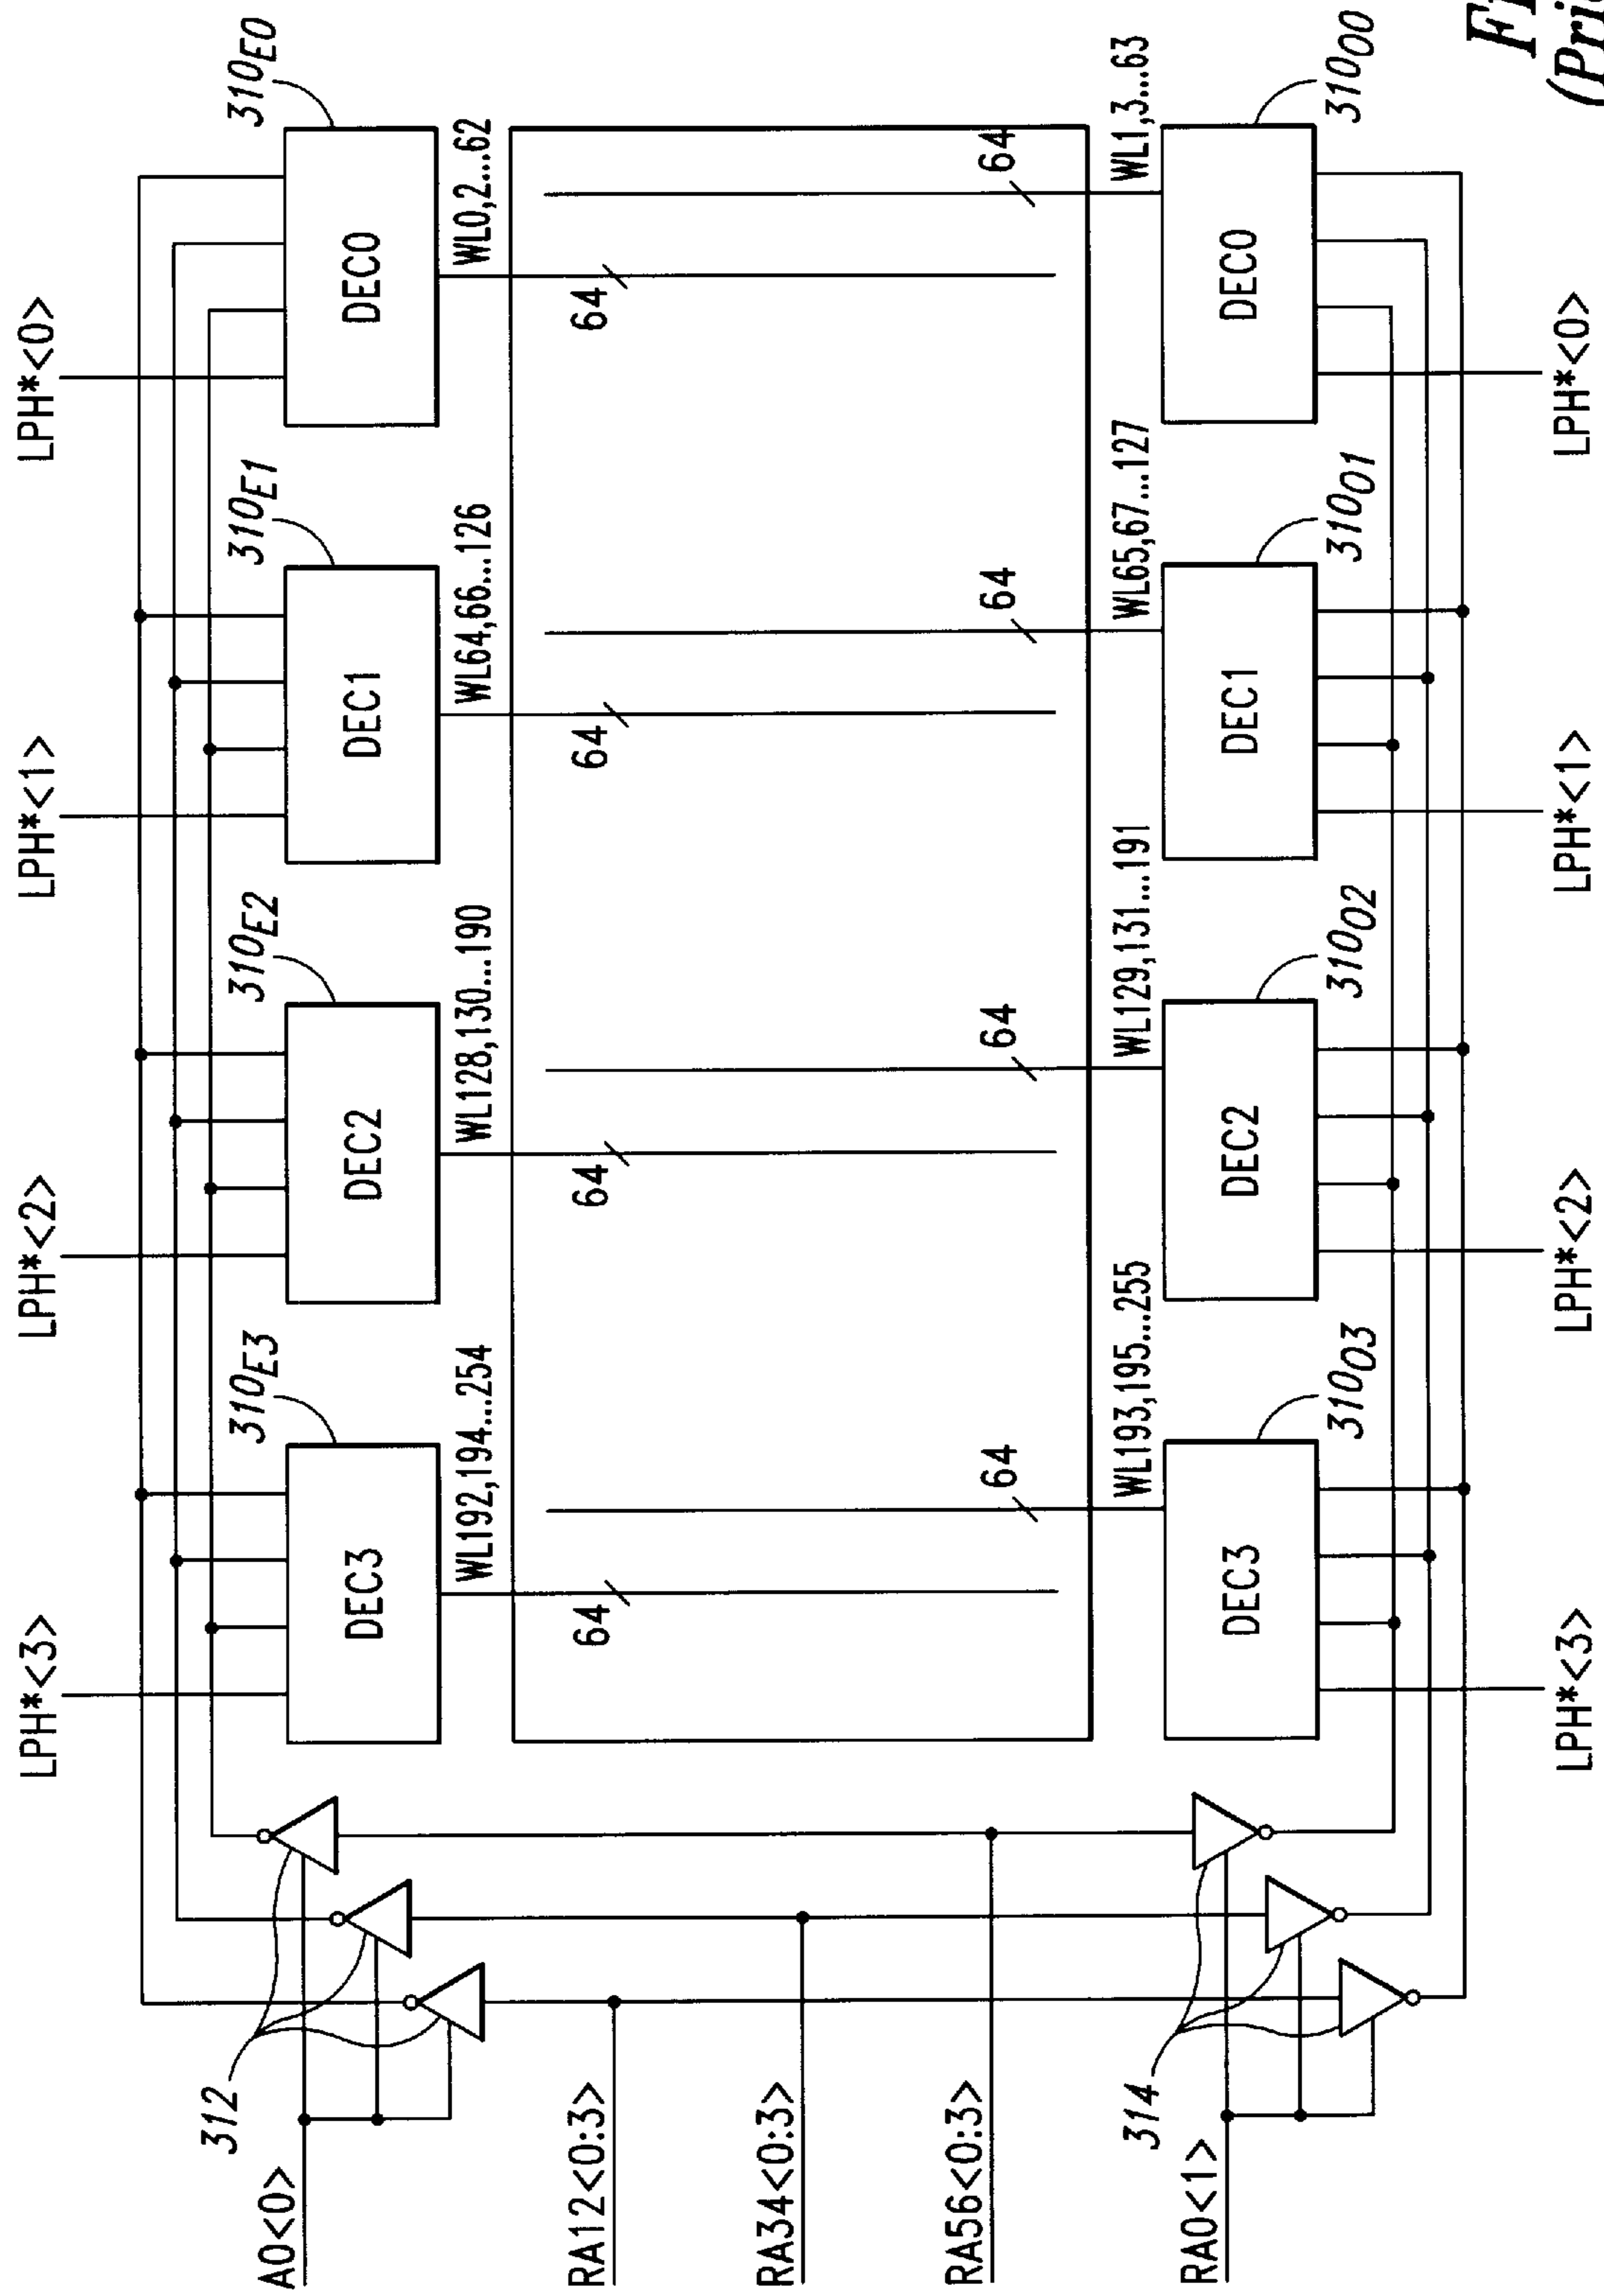 LPH*<3>
LPH*<2>
LPH*<1>
LPH*<0>
312
310E3
310E2
310E1
310E0
A0<0>
DEC3
DEC2
DEC1
DEC0
WL192,194...254
WL128,130...190
WL64,66...126
WL0,2...62
RA12<0:3>
64
64
64
64
RA34<0:3>
RA56<0:3>
64
64
64
64
314
WL193,195...255
WL129,131...191
WL65,67...127
WL1,3...63
RA0<1>
DEC3
DEC2
DEC1
DEC0
310O3
310O2
310O1
310O0
LPH*<3>
LPH*<2>
LPH*<1>
LPH*<0>